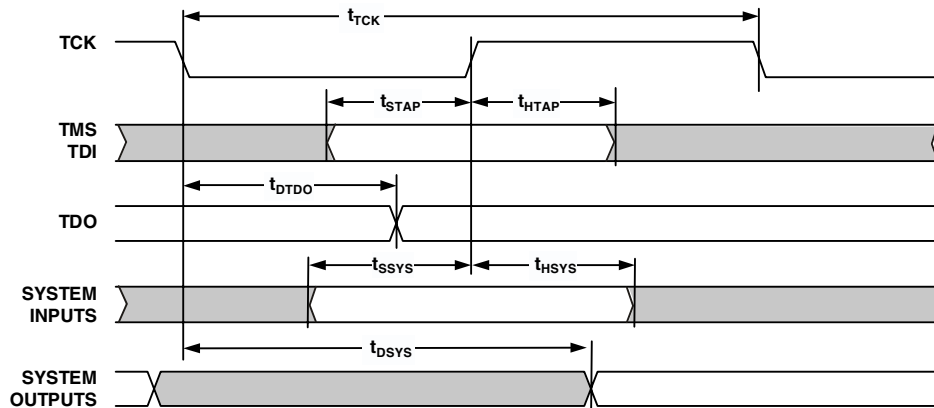 tTCK
TCK
tSTAP
tHTAP
TMS
TDI
tDTDO
TDO
tSSYS
tHSYS
SYSTEM
INPUTS
tDSYS
SYSTEM
OUTPUTS